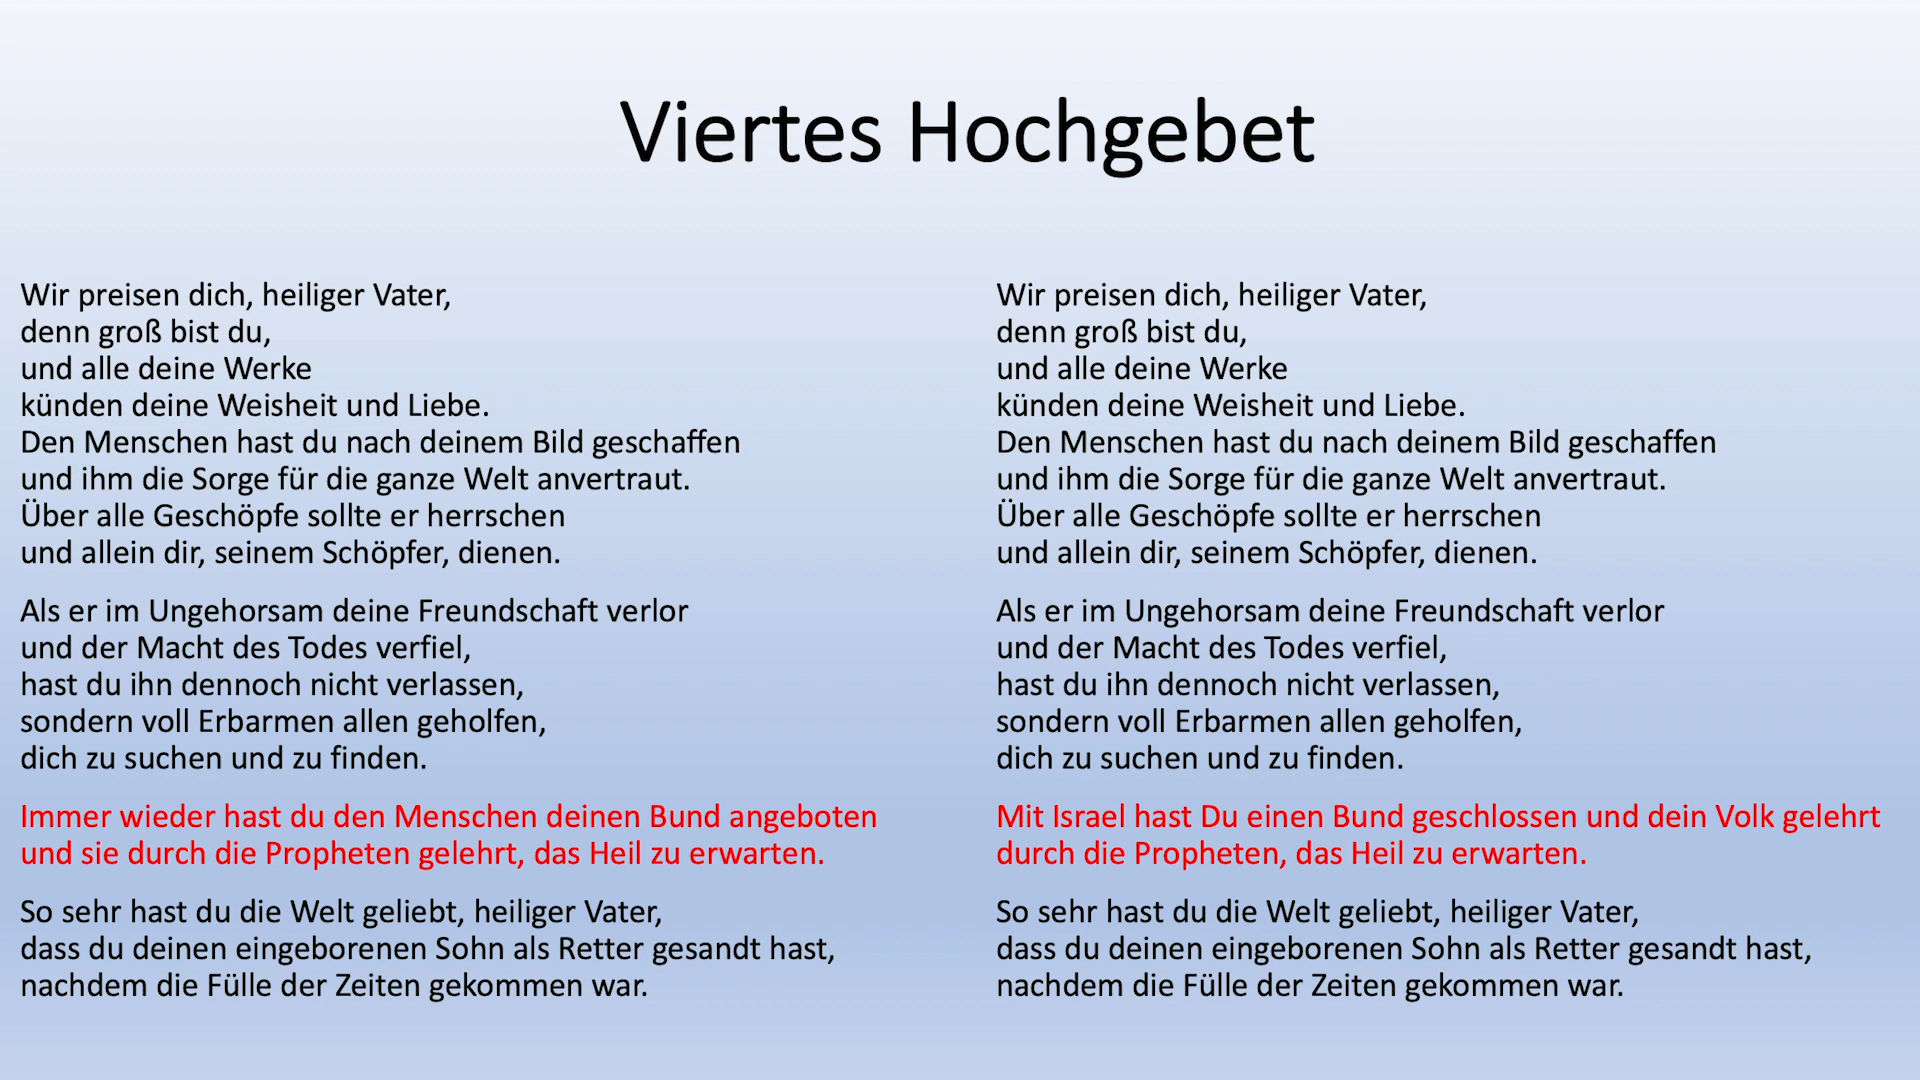 Viertes Hochgebet
Wir preisen dich, heiliger Vater,
denn groß bist du,
und alle deine Werke
künden deine Weisheit und Liebe.
Den Menschen hast du nach deinem Bild geschaffen
und ihm die Sorge für die ganze Welt anvertraut.
Über alle Geschöpfe sollte er herrschen
und allein dir, seinem Schöpfer, dienen.
Als er im Ungehorsam deine Freundschaft verlor
und der Macht des Todes verfiel,
hast du ihn dennoch nicht verlassen,
sondern voll Erbarmen allen geholfen,
dich zu suchen und zu finden.
Immer wieder hast du den Menschen deinen Bund angeboten
und sie durch die Propheten gelehrt, das Heil zu erwarten.
So sehr hast du die Welt geliebt, heiliger Vater,
dass du deinen eingeborenen Sohn als Retter gesandt hast,
nachdem die Fülle der Zeiten gekommen war.
Wir preisen dich, heiliger Vater,
denn groß bist du,
und alle deine Werke
künden deine Weisheit und Liebe.
Den Menschen hast du nach deinem Bild geschaffen
und ihm die Sorge für die ganze Welt anvertraut.
Über alle Geschöpfe sollte er herrschen
und allein dir, seinem Schöpfer, dienen.
Als er im Ungehorsam deine Freundschaft verlor
und der Macht des Todes verfiel,
hast du ihn dennoch nicht verlassen,
sondern voll Erbarmen allen geholfen,
dich zu suchen und zu finden.
Mit Israel hast Du einen Bund geschlossen und dein Volk gelehrt
durch die Propheten, das Heil zu erwarten.
So sehr hast du die Welt geliebt, heiliger Vater,
dass du deinen eingeborenen Sohn als Retter gesandt hast,
nachdem die Fülle der Zeiten gekommen war.